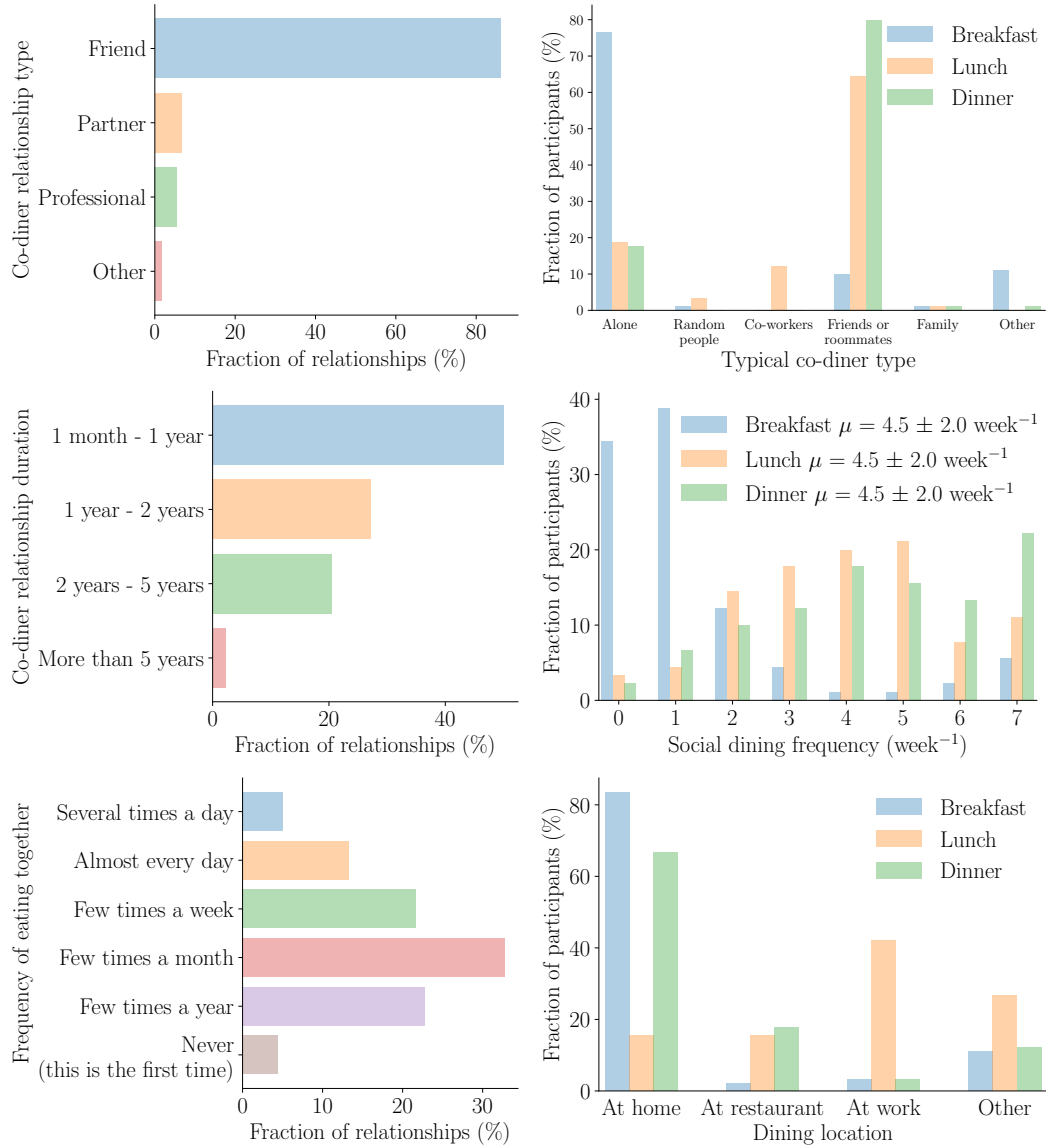 Co-diner relationship type
Friend
Partner
Professional
Other
0 20 40 60 80
Fraction of relationships (%)
Fraction of participants (%)
80
70
60
50
40
30
20
10
0
Breakfast
Lunch
Dinner
Alone
Random
people
Co-workers
Friends or
roommates
Family
Other
Typical co-diner type
Co-diner relationship duration
1 month - 1 year
1 year - 2 years
2 years - 5 years
More than 5 years
0 20 40
Fraction of relationships (%)
Fraction of participants (%)
40
30
20
10
0
Breakfast μ = 4.5 ± 2.0 week⁻¹
Lunch μ = 4.5 ± 2.0 week⁻¹
Dinner μ = 4.5 ± 2.0 week⁻¹
0 1 2 3 4 5 6 7
Social dining frequency (week⁻¹)
Frequency of eating together
Several times a day
Almost every day
Few times a week
Few times a month
Few times a year
Never
(this is the first time)
0 10 20 30
Fraction of relationships (%)
Fraction of participants (%)
80
60
40
20
0
Breakfast
Lunch
Dinner
At home At restaurant At work Other
Dining location